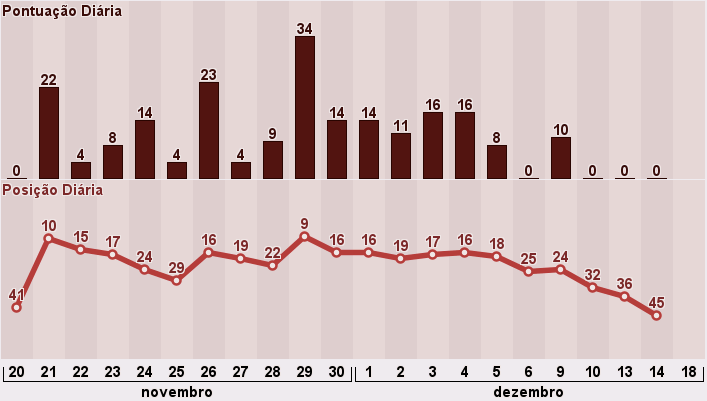 Pontuação Diária
0 22 4 8 14 4 23 4 9 34 14 14 11 16 16 8 0 10 0 0 0
Posição Diária
41 10 15 17 24 29 16 19 22 9 16 16 19 17 16 18 25 24 32 36 45
20 21 22 23 24 25 26 27 28 29 30 1 2 3 4 5 6 9 10 13 14 18
novembro dezembro